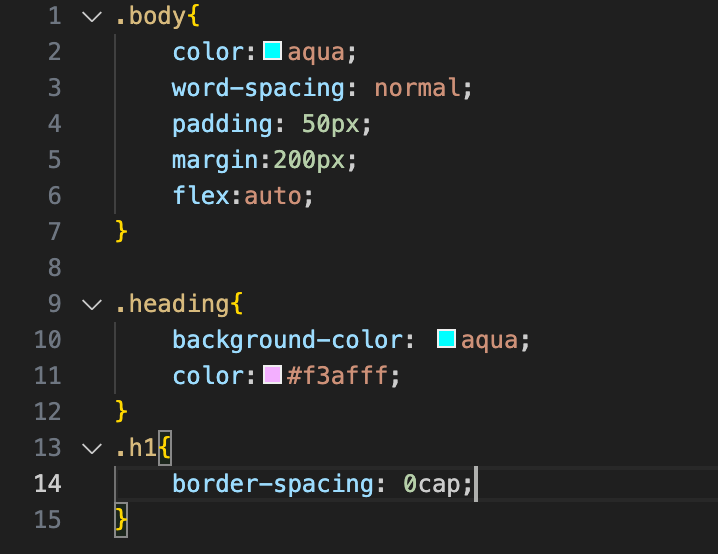 1 .body{
2 color: aqua;
3 word-spacing: normal;
4 padding: 50px;
5 margin:200px;
6 flex:auto;
7 }
8
9 .heading{
10 background-color: aqua;
11 color: #f3afff;
12 }
13 .h1{
14 border-spacing: 0cap;
15 }